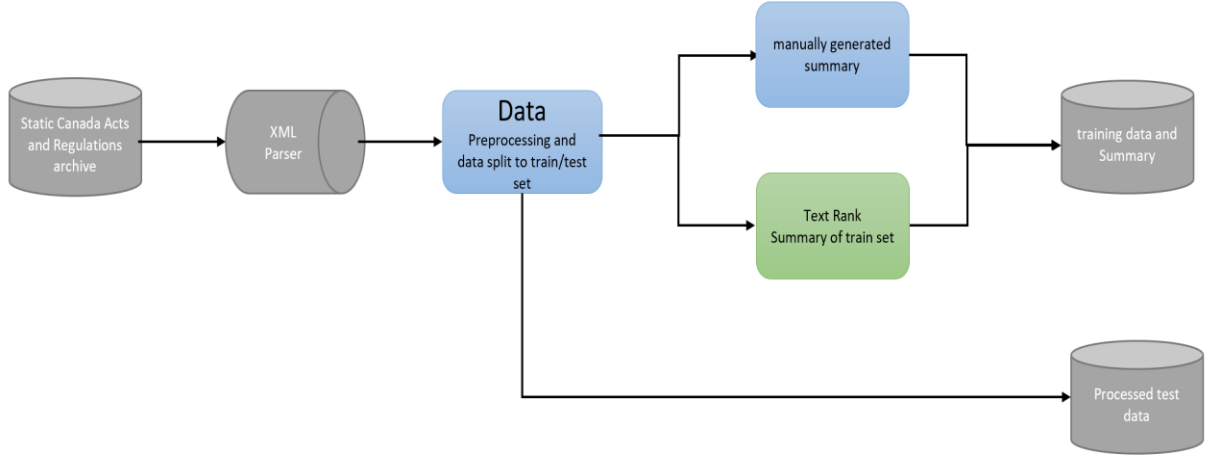 Static Canada Acts
and Regulations
archive
XML
Parser
Data
Preprocessing and
data split to train/test
set
manually generated
summary
Text Rank
Summary of train set
training data and
Summary
Processed test
data